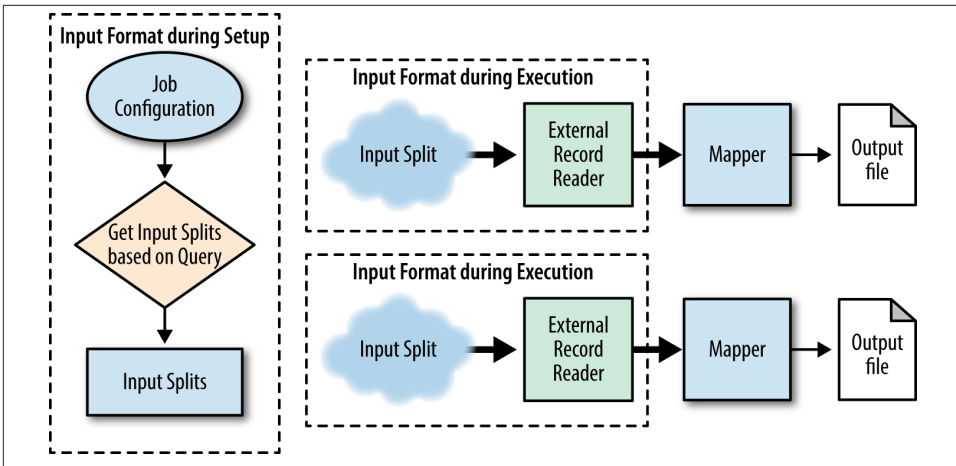 Input Format during Setup
Job
Configuration
Get Input Splits
based on Query
Input Splits
Input Format during Execution
Input Split
External
Record
Reader
Mapper
Output
file
Input Format during Execution
Input Split
External
Record
Reader
Mapper
Output
file